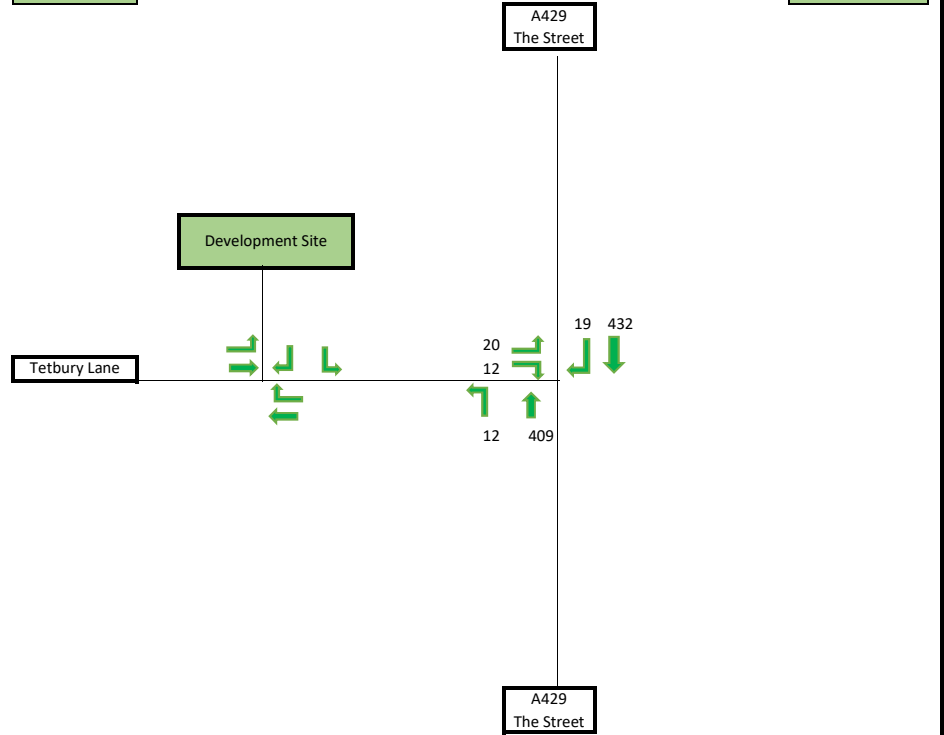 A429
The Street
Development Site
19 432
20
Tetbury Lane
12
12 409
A429
The Street